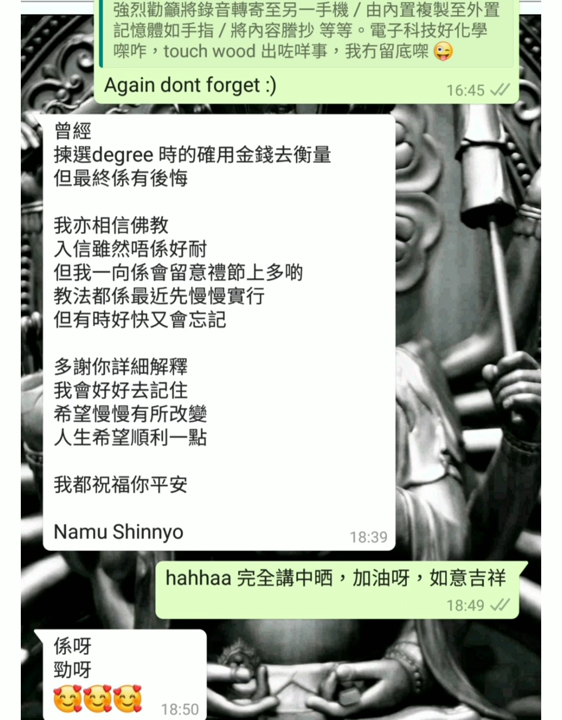 強烈勸籲將錄音轉寄至另一手機 / 由內置複製至外置
記憶體如手指 / 將內容謄抄 等等。電子科技好化學
㗎咋，touch wood 出咗咩事，我冇留底㗎 😜
Again dont forget :)
16:45
曾經
揀選degree 時的確用金錢去衡量
但最終係有後悔
我亦相信佛教
入信雖然唔係好耐
但我一向係會留意禮節上多啲
教法都係最近先慢慢實行
但有時好快又會忘記
多謝你詳細解釋
我會好好去記住
希望慢慢有所改變
人生希望順利一點
我都祝福你平安
Namu Shinnyo
18:39
hahhaa 完全講中晒，加油呀，如意吉祥
18:49
係呀
勁呀
🥰🥰🥰
18:50